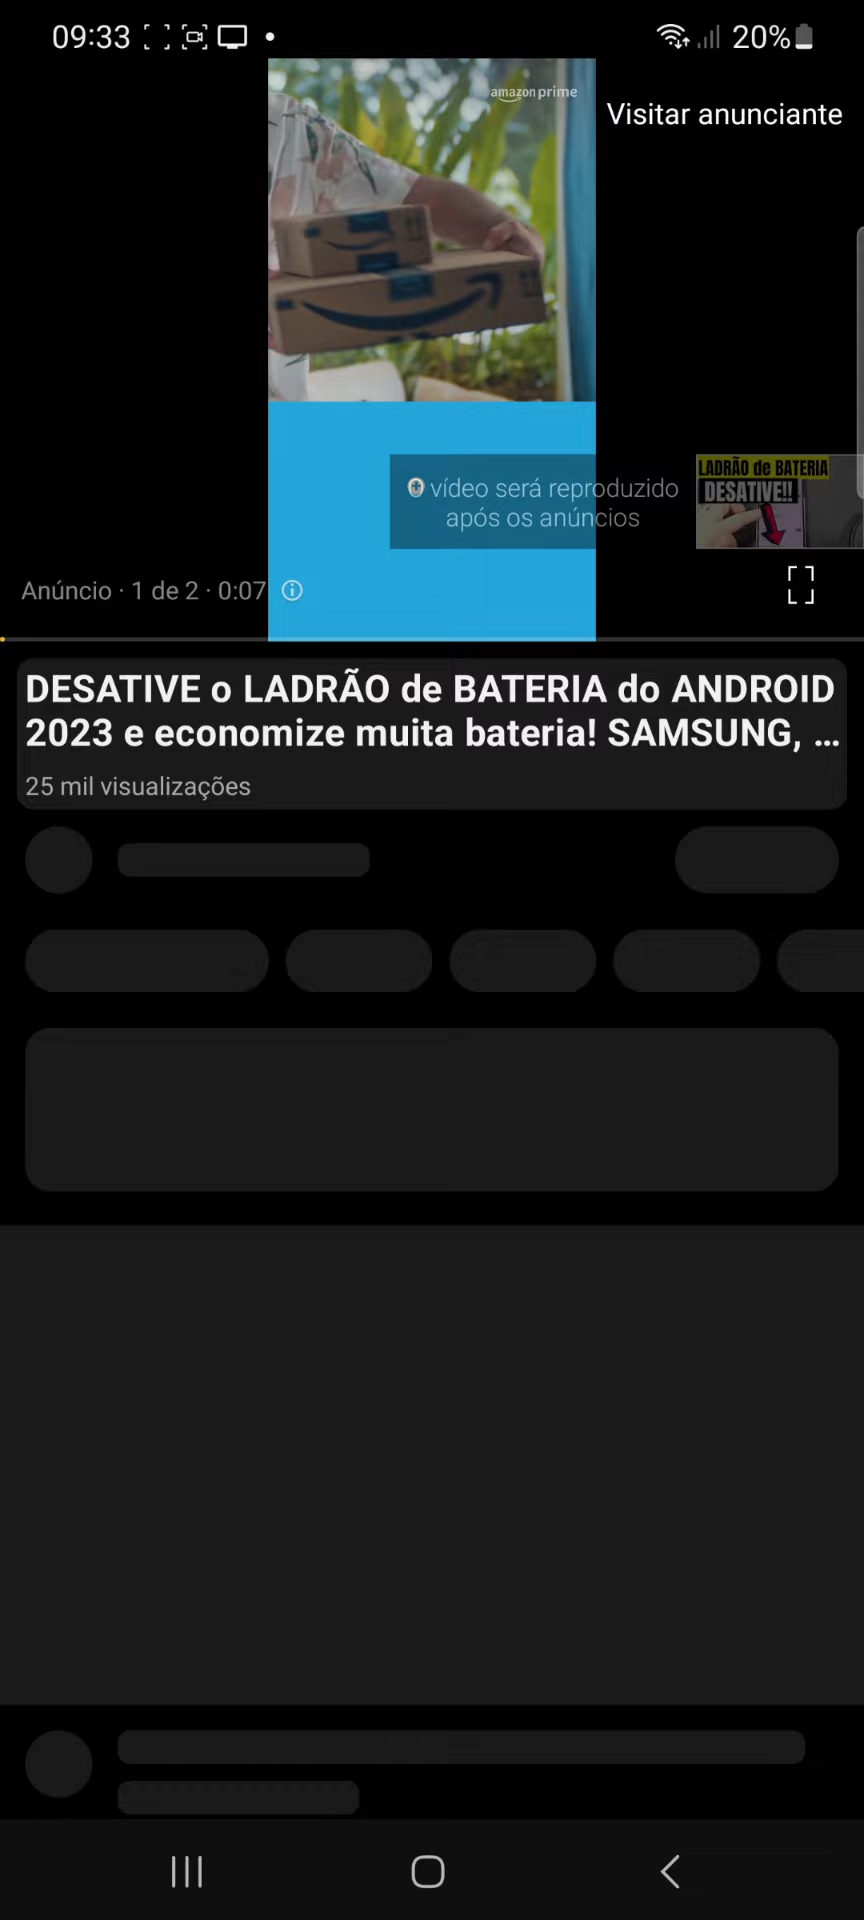 09:33
20%
amazon prime
Visitar anunciante
vídeo será reproduzido
após os anúncios
LADRÃO de BATERIA
DESATIVE!!
Anúncio · 1 de 2 · 0:07
DESATIVE o LADRÃO de BATERIA do ANDROID
2023 e economize muita bateria! SAMSUNG, ...
25 mil visualizações